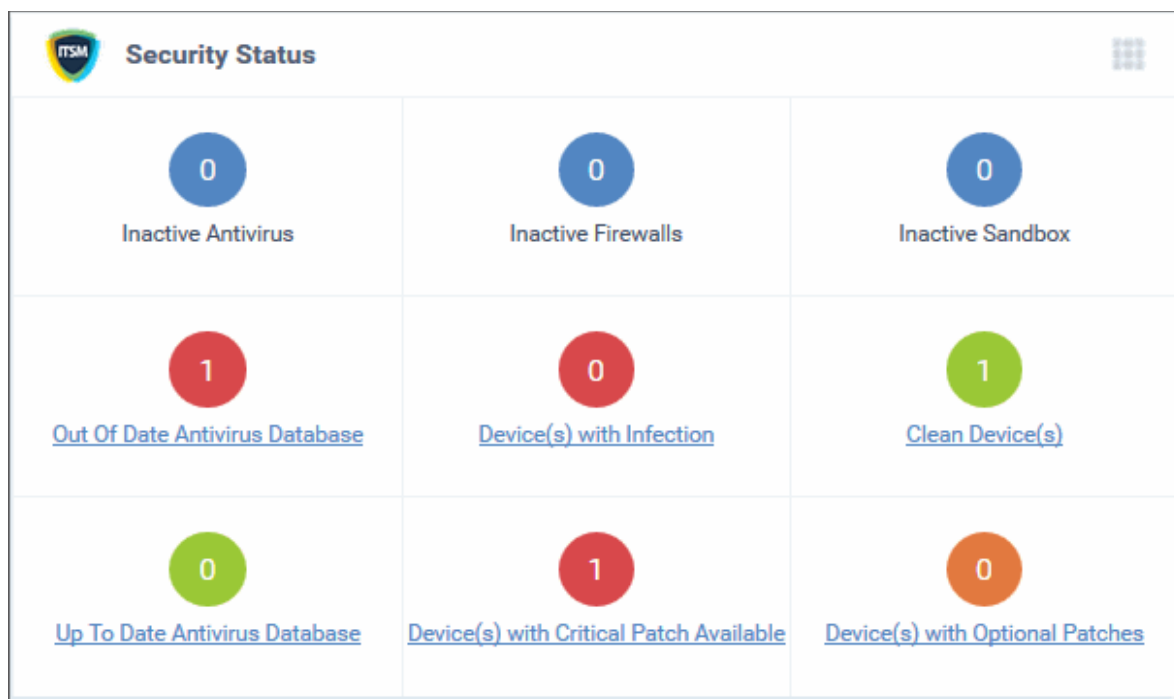 ITSM
Security Status
0
0
0
Inactive Antivirus
Inactive Firewalls
Inactive Sandbox
1
0
1
Out Of Date Antivirus Database
Device(s) with Infection
Clean Device(s)
0
1
0
Up To Date Antivirus Database
Device(s) with Critical Patch Available
Device(s) with Optional Patches